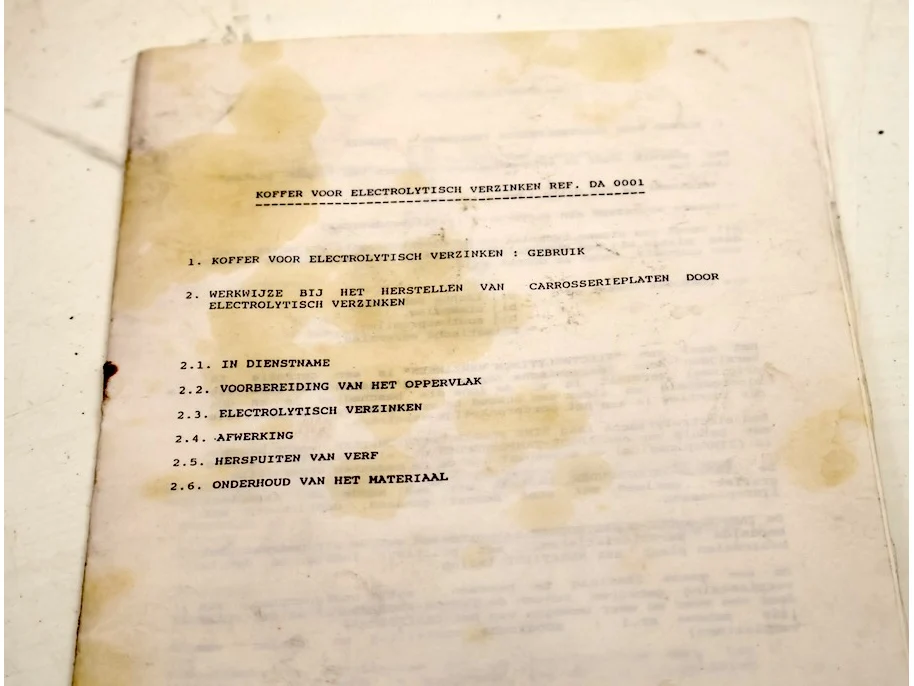 KOFFER VOOR ELECTROLYTISCH VERZINKEN REF. DA 0001
1. KOFFER VOOR ELECTROLYTISCH VERZINKEN : GEBRUIK
2. WERKWIJZE BIJ HET HERSTELLEN VAN CARROSSERIEPLATEN DOOR
ELECTROLYTISCH VERZINKEN
2.1. IN DIENSTNAME
2.2. VOORBEREIDING VAN HET OPPERVLAK
2.3. ELECTROLYTISCH VERZINKEN
2.4. AFWERKING
2.5. HERSPUITEN VAN VERF
2.6. ONDERHOUD VAN HET MATERIAAL